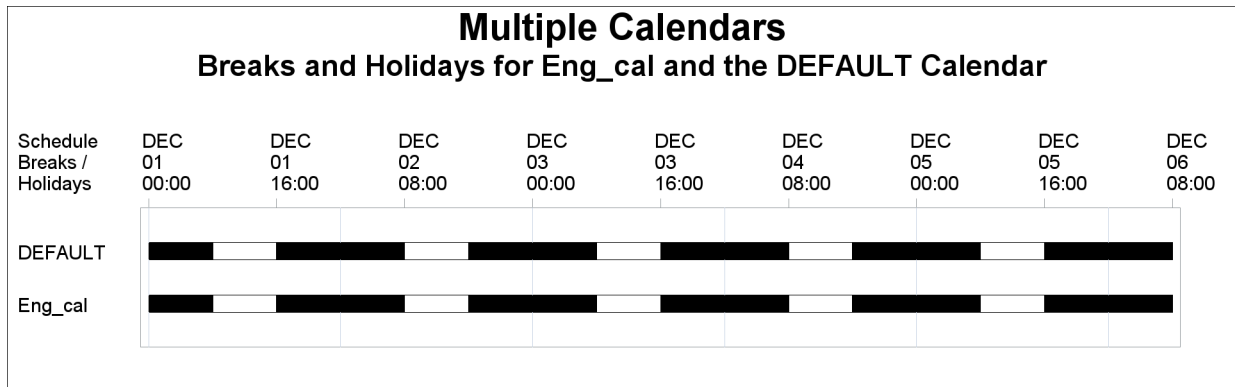 Multiple Calendars
Breaks and Holidays for Eng_cal and the DEFAULT Calendar
Schedule DEC DEC DEC DEC DEC DEC DEC DEC DEC
Breaks / 01 01 02 03 03 04 05 05 06
Holidays 00:00 16:00 08:00 00:00 16:00 08:00 00:00 16:00 08:00
DEFAULT
Eng_cal